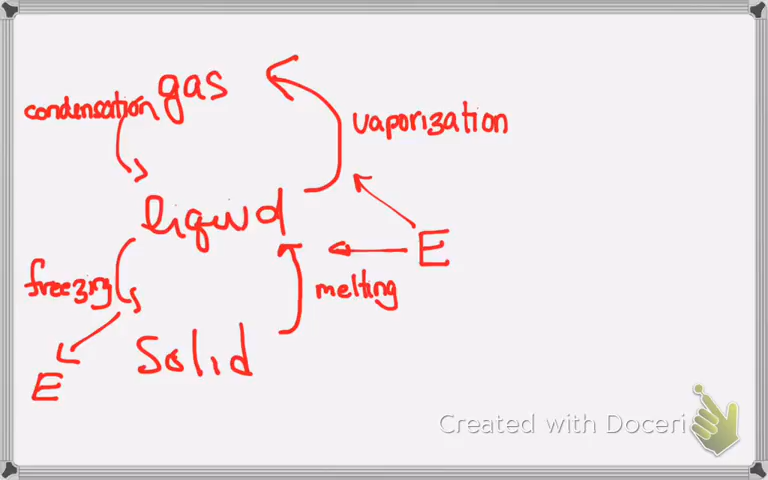 gas
condensation
vaporization
liquid
E
freezing
melting
solid
E
Created with Doceri